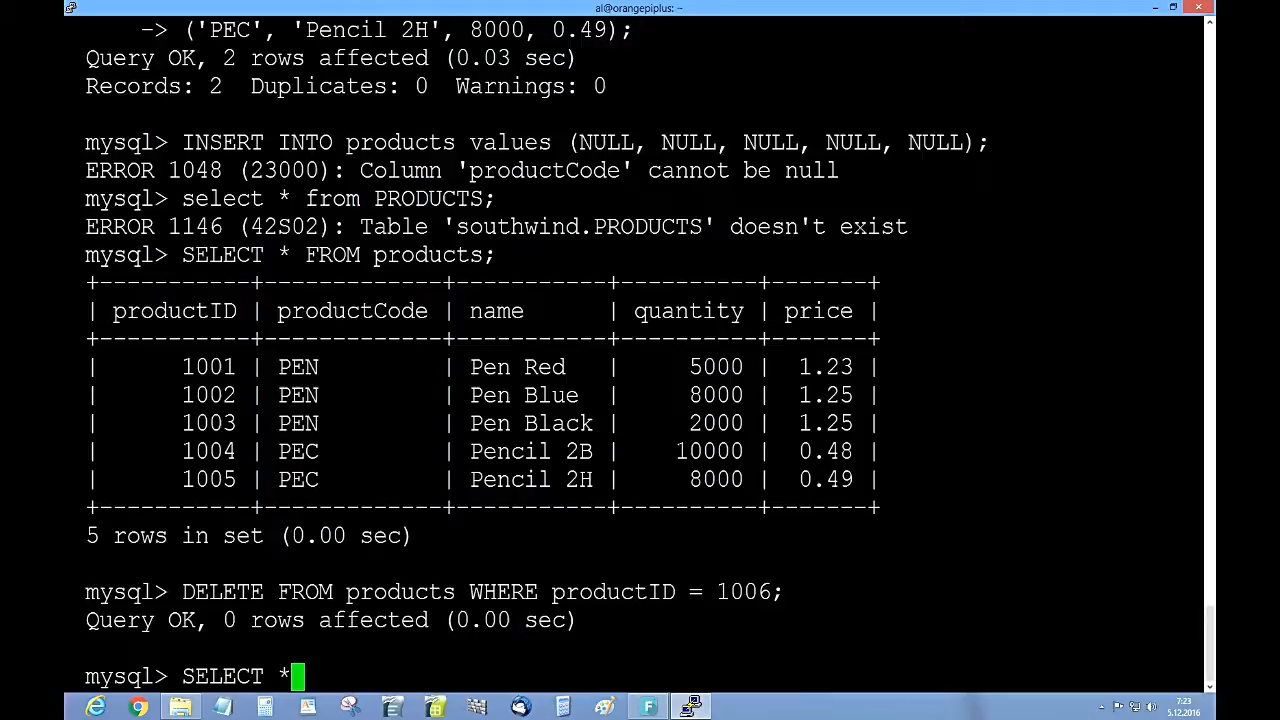 al@orangepiplus: ~
-> ('PEC', 'Pencil 2H', 8000, 0.49);
Query OK, 2 rows affected (0.03 sec)
Records: 2  Duplicates: 0  Warnings: 0
mysql> INSERT INTO products values (NULL, NULL, NULL, NULL, NULL);
ERROR 1048 (23000): Column 'productCode' cannot be null
mysql> select * from PRODUCTS;
ERROR 1146 (42S02): Table 'southwind.PRODUCTS' doesn't exist
mysql> SELECT * FROM products;
+-----------+-------------+-----------+----------+-------+
| productID | productCode | name      | quantity | price |
+-----------+-------------+-----------+----------+-------+
|      1001 | PEN         | Pen Red   |     5000 |  1.23 |
|      1002 | PEN         | Pen Blue  |     8000 |  1.25 |
|      1003 | PEN         | Pen Black |     2000 |  1.25 |
|      1004 | PEC         | Pencil 2B |    10000 |  0.48 |
|      1005 | PEC         | Pencil 2H |     8000 |  0.49 |
+-----------+-------------+-----------+----------+-------+
5 rows in set (0.00 sec)
mysql> DELETE FROM products WHERE productID = 1006;
Query OK, 0 rows affected (0.00 sec)
mysql> SELECT *
7:23
5.12.2016